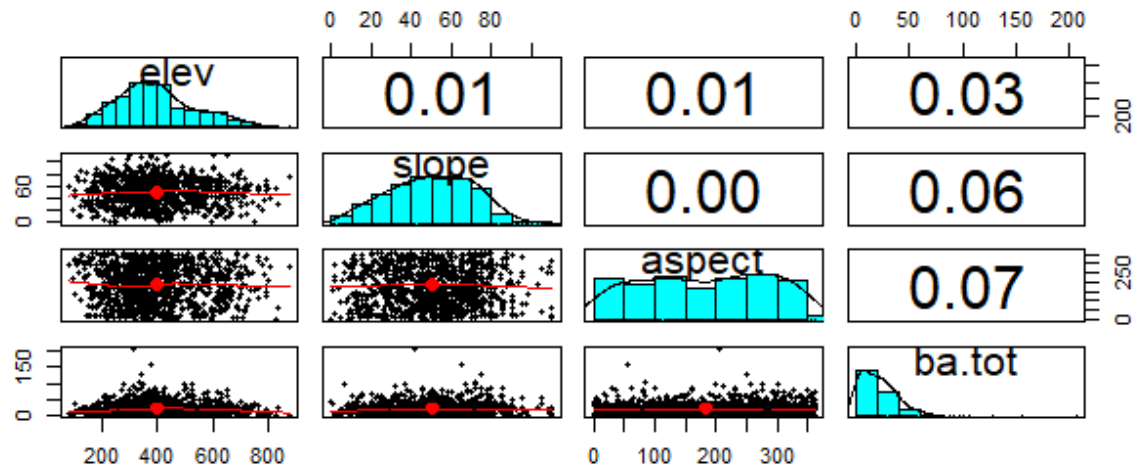 0 20 40 60 80 0 50 100 150 200
elev 0.01 0.01 0.03 200
0 60 slope 0.00 0.06
aspect 0.07 0 250
0 150 ba.tot
200 400 600 800 0 100 200 300